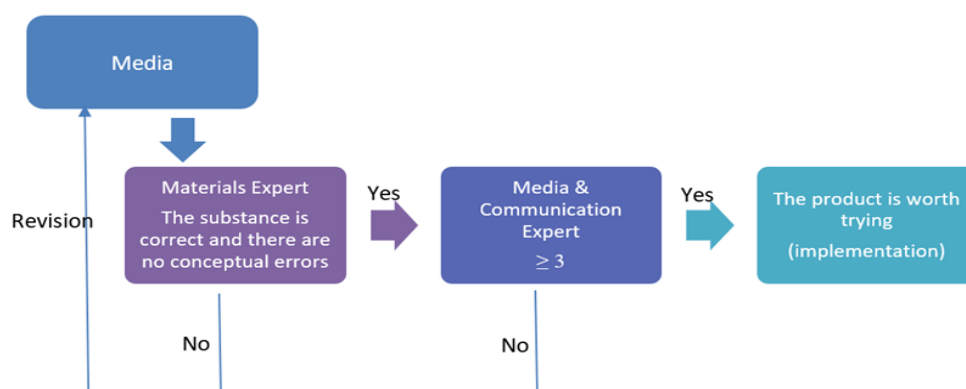 Media
Revision
Materials Expert
The substance is
correct and there are
no conceptual errors
Yes
Media &
Communication
Expert
≥ 3
Yes
The product is worth
trying
(implementation)
No
No